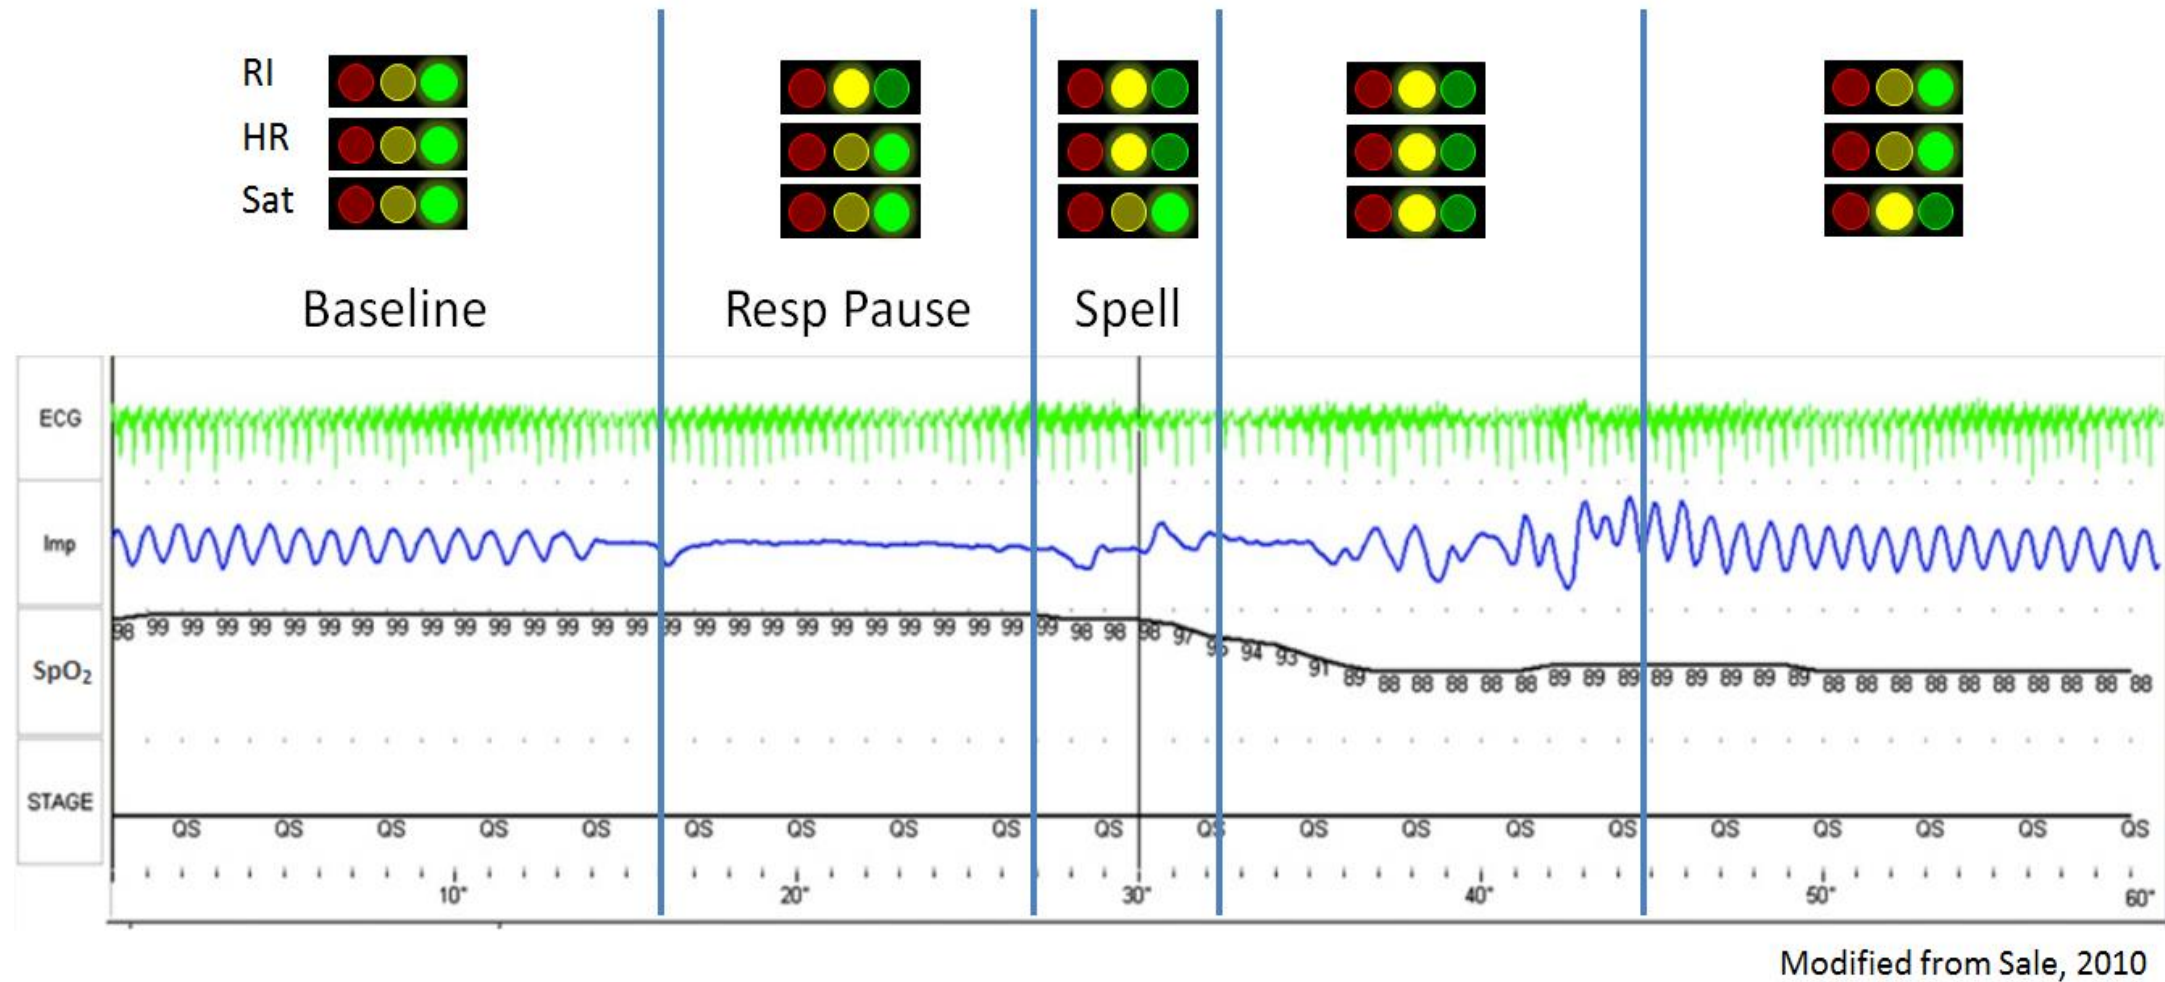 RI
HR
Sat
Baseline Resp Pause Spell
ECG
Imp
98 99 99 99 99 99 99 99 99 99 99 99 99 99 99 99 99 99 99 99 99 99 99 99 99 99 99 99 98 98 98 97 95 94 93 91 89 88 88 88 88 88 89 89 89 89 89 89 89 89 88 88 88 88 88 88 88 88 88 88
SpO₂
STAGE
QS QS QS QS QS QS QS QS QS QS QS QS QS QS QS QS QS QS QS QS
10" 20" 30" 40" 50" 60"
Modified from Sale, 2010